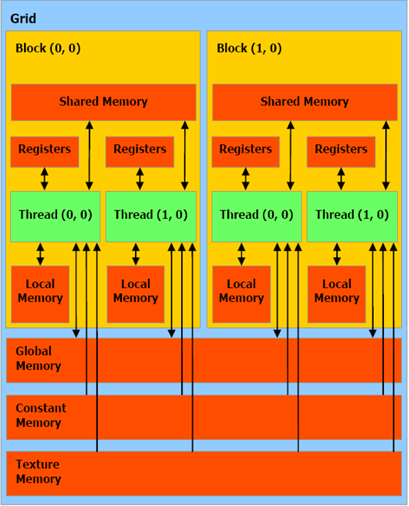 Grid
Block (0, 0)
Block (1, 0)
Shared Memory
Shared Memory
Registers
Registers
Registers
Registers
Thread (0, 0)
Thread (1, 0)
Thread (0, 0)
Thread (1, 0)
Local
Memory
Local
Memory
Local
Memory
Local
Memory
Global
Memory
Constant
Memory
Texture
Memory